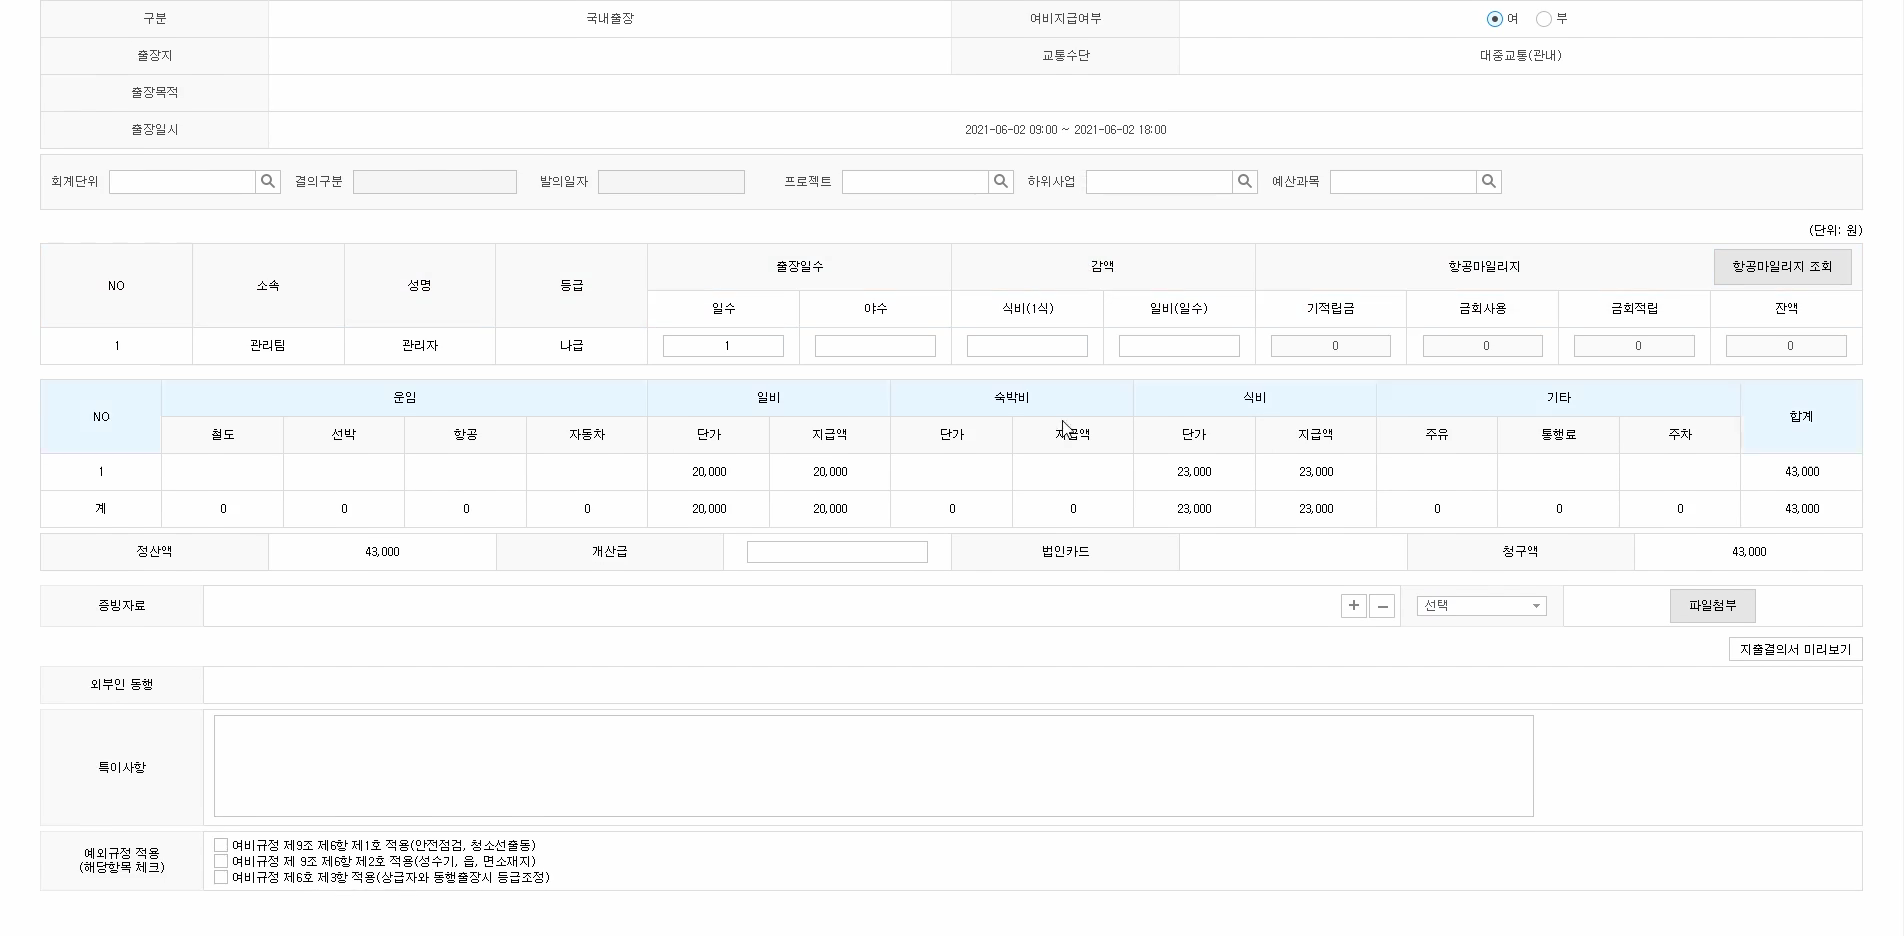 구분 국내출장 여비지급여부 여 부
출장지 교통수단 대중교통(관내)
출장목적
출장일시 2021-06-02 09:00 ~ 2021-06-02 18:00
회계단위 결의구분 발의일자 프로젝트 하위사업 예산과목
(단위: 원)
NO 소속 성명 등급 출장일수 감액 항공마일리지 항공마일리지 조회
일수 야수 식비(1식) 일비(일수) 기적립금 금회사용 금회적립 잔액
1 관리팀 관리자 나급 1 0 0 0 0
NO 운임 일비 숙박비 식비 기타 합계
철도 선박 항공 자동차 단가 지급액 단가 지급액 단가 지급액 주유 통행료 주차
1 20,000 20,000 23,000 23,000 43,000
계 0 0 0 0 20,000 20,000 0 0 23,000 23,000 0 0 0 43,000
정산액 43,000 개산급 법인카드 청구액 43,000
증빙자료 + - 선택 파일첨부
지출결의서 미리보기
외부인 동행
특이사항
예외규정 적용
(해당항목 체크)
여비규정 제9조 제6항 제1호 적용(안전점검, 청소선출동)
여비규정 제 9조 제6항 제2호 적용(성수기, 읍, 면소재지)
여비규정 제6호 제3항 적용(상급자와 동행출장시 등급조정)